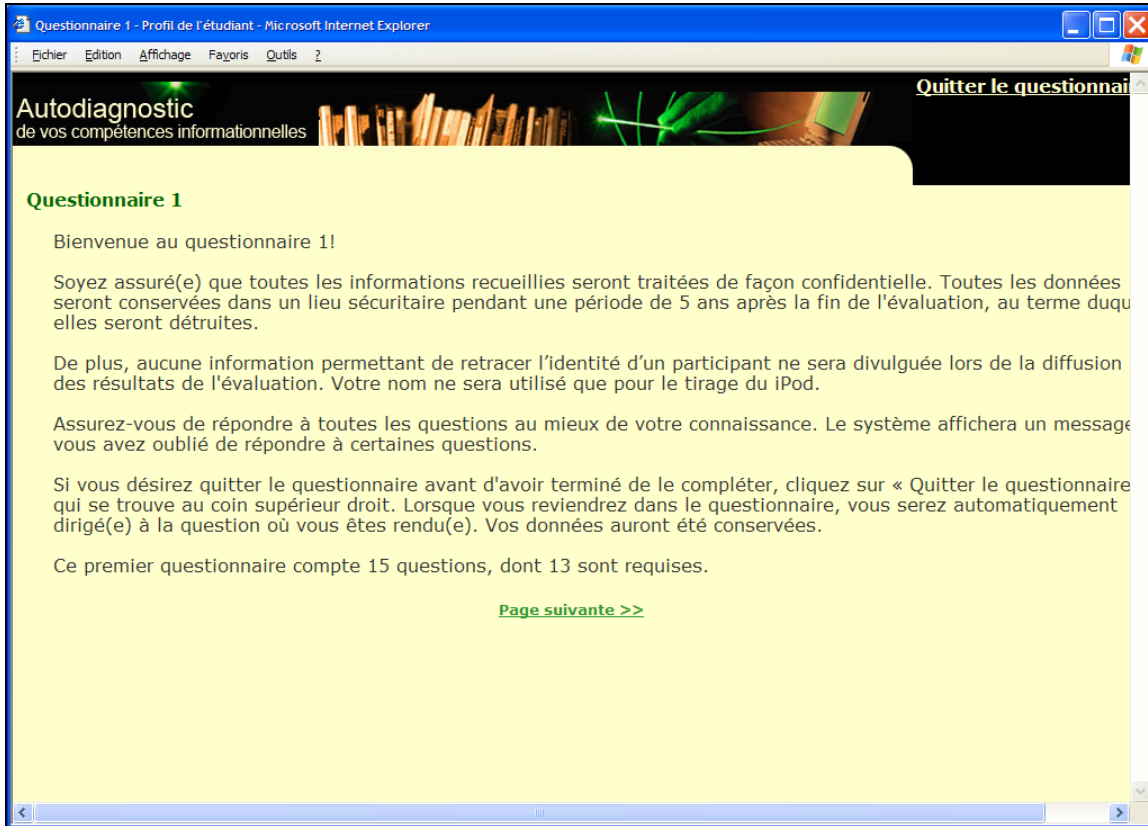 Questionnaire 1 - Profil de l'étudiant - Microsoft Internet Explorer
Fichier Edition Affichage Favoris Outils ?
Quitter le questionnai
Autodiagnostic
de vos compétences informationnelles
Questionnaire 1
Bienvenue au questionnaire 1!
Soyez assuré(e) que toutes les informations recueillies seront traitées de façon confidentielle. Toutes les données
seront conservées dans un lieu sécuritaire pendant une période de 5 ans après la fin de l'évaluation, au terme duqu
elles seront détruites.
De plus, aucune information permettant de retracer l’identité d’un participant ne sera divulguée lors de la diffusion
des résultats de l'évaluation. Votre nom ne sera utilisé que pour le tirage du iPod.
Assurez-vous de répondre à toutes les questions au mieux de votre connaissance. Le système affichera un message
vous avez oublié de répondre à certaines questions.
Si vous désirez quitter le questionnaire avant d'avoir terminé de le compléter, cliquez sur « Quitter le questionnaire
qui se trouve au coin supérieur droit. Lorsque vous reviendrez dans le questionnaire, vous serez automatiquement
dirigé(e) à la question où vous êtes rendu(e). Vos données auront été conservées.
Ce premier questionnaire compte 15 questions, dont 13 sont requises.
Page suivante >>